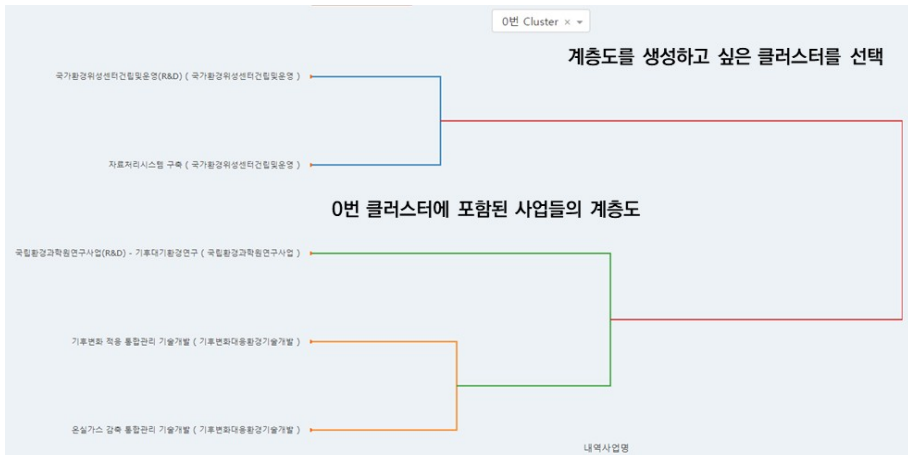 0번 Cluster × ▾
계층도를 생성하고 싶은 클러스터를 선택
국가환경위성센터건립및운영(R&D) ( 국가환경위성센터건립및운영 )
자료처리시스템 구축 ( 국가환경위성센터건립및운영 )
0번 클러스터에 포함된 사업들의 계층도
국립환경과학원연구사업(R&D) - 기후대기환경연구 ( 국립환경과학원연구사업 )
기후변화 적응 통합관리 기술개발 ( 기후변화대응환경기술개발 )
온실가스 감축 통합관리 기술개발 ( 기후변화대응환경기술개발 )
내역사업명